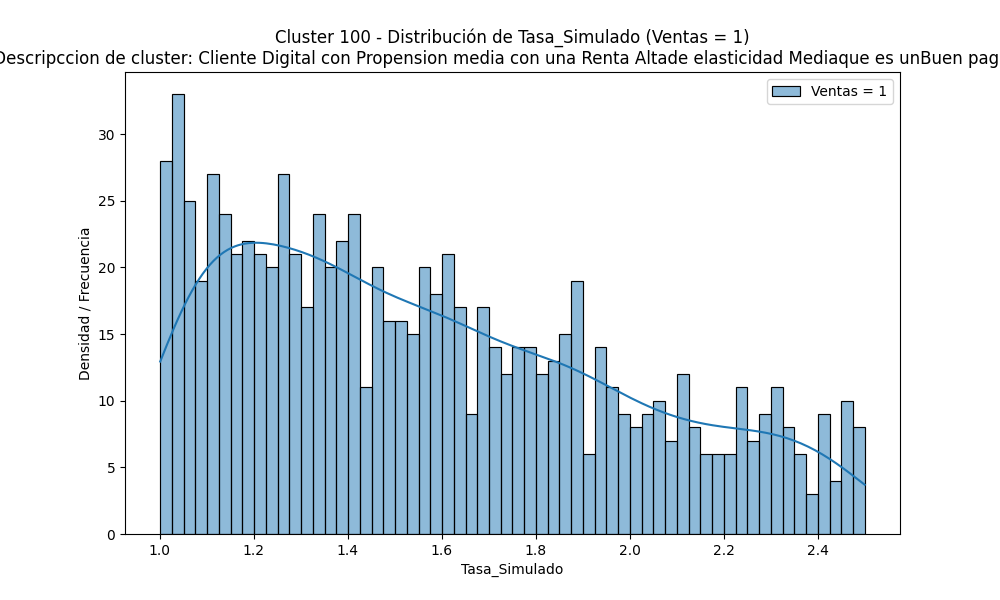 Cluster 100 - Distribución de Tasa_Simulado (Ventas = 1)
Descripccion de cluster: Cliente Digital con Propension media con una Renta Altade elasticidad Mediaque es unBuen pag
Ventas = 1
Densidad / Frecuencia
30
25
20
15
10
5
0
1.0 1.2 1.4 1.6 1.8 2.0 2.2 2.4
Tasa_Simulado